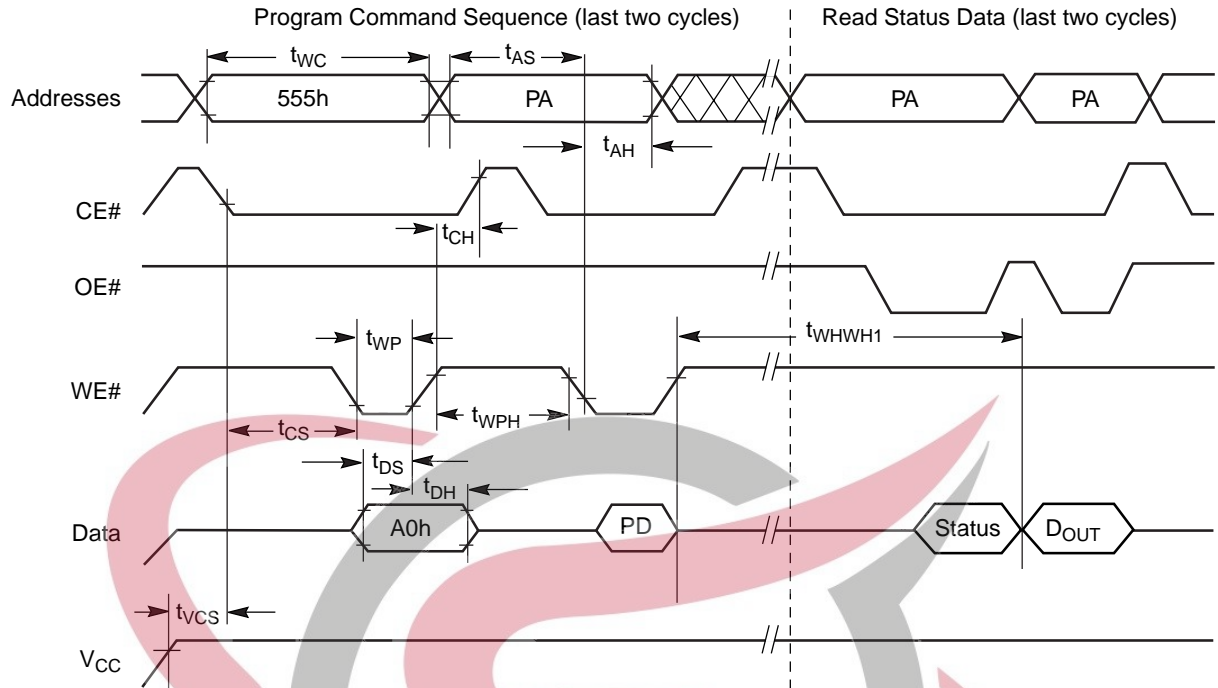 Program Command Sequence (last two cycles) Read Status Data (last two cycles)
tWC tAS
Addresses 555h PA PA PA
tAH
CE#
tCH
OE#
tWP tWHWH1
WE#
tCS tWPH
tDS
tDH
Data A0h PD Status DOUT
tVCS
VCC